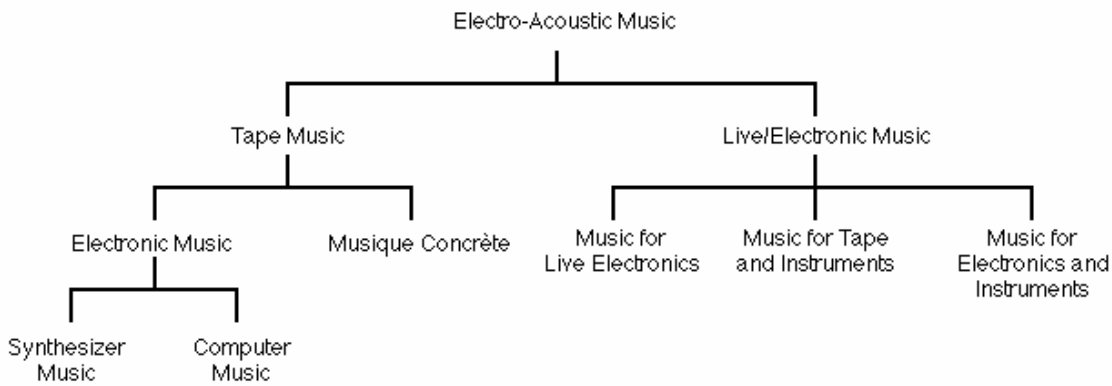 Electro-Acoustic Music
Tape Music
Live/Electronic Music
Electronic Music
Musique Concrète
Music for
Live Electronics
Music for Tape
and Instruments
Music for
Electronics and
Instruments
Synthesizer
Music
Computer
Music